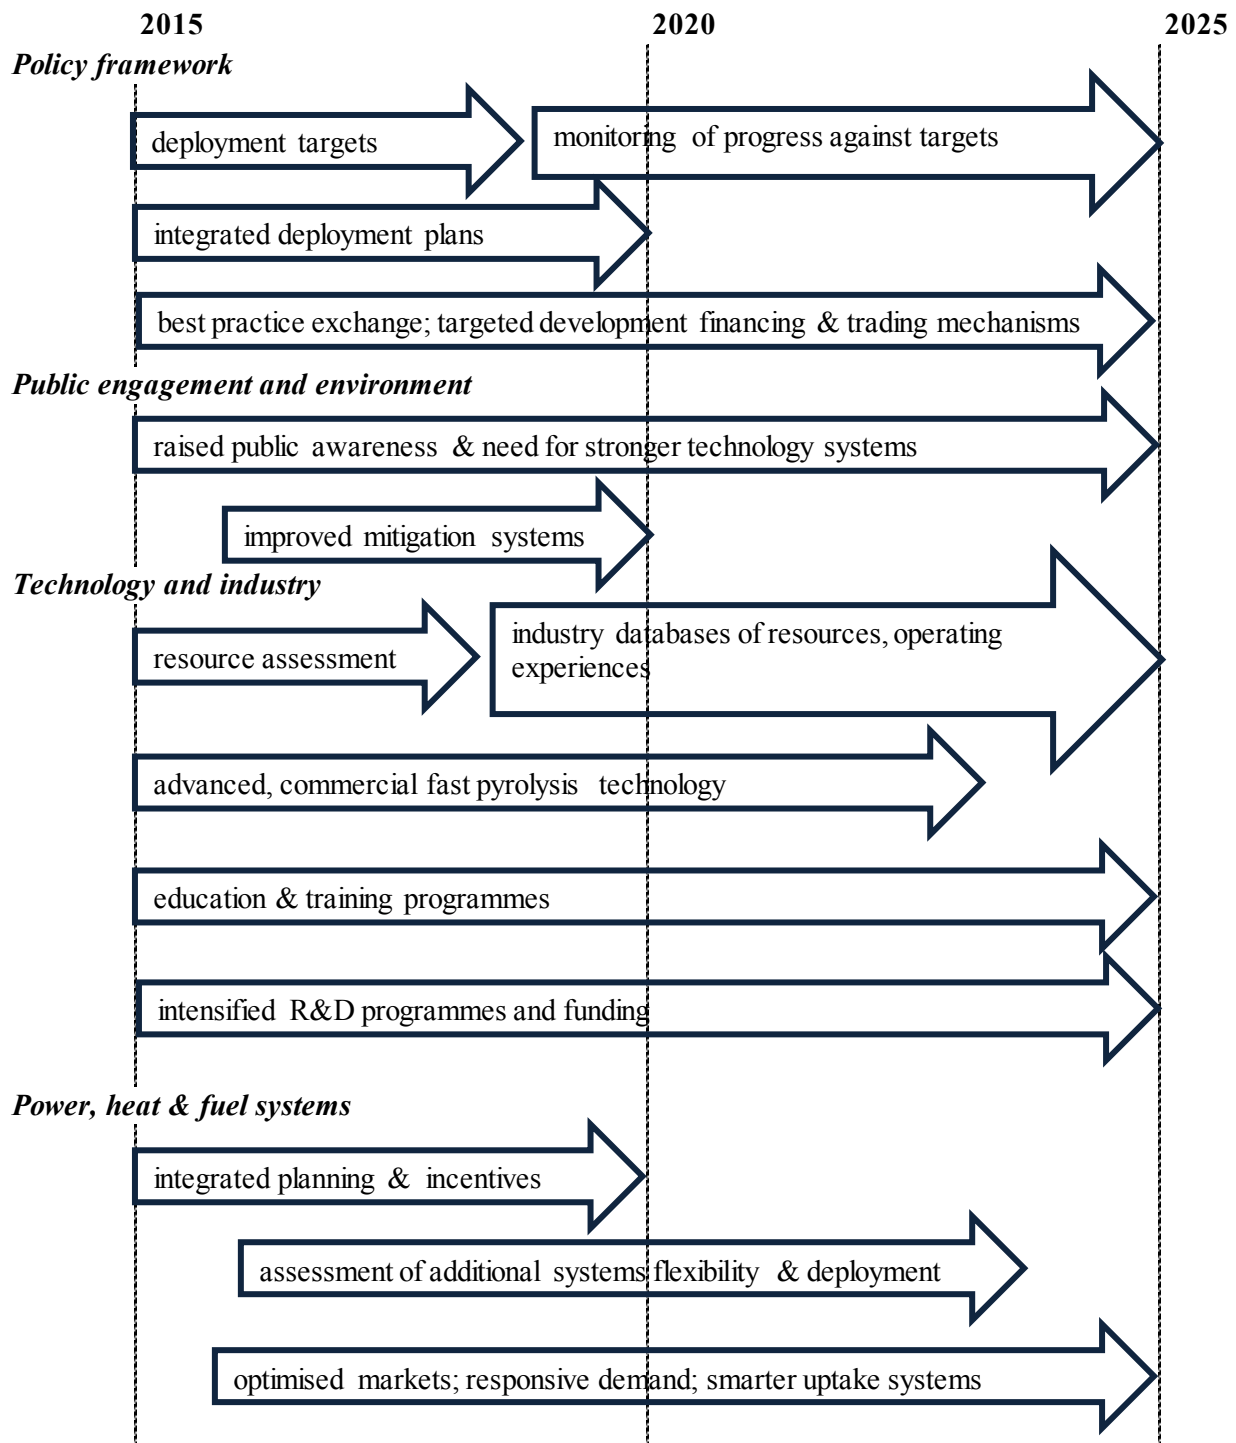 2015 2020 2025
Policy framework
deployment targets
monitoring of progress against targets
integrated deployment plans
best practice exchange; targeted development financing & trading mechanisms
Public engagement and environment
raised public awareness & need for stronger technology systems
improved mitigation systems
Technology and industry
resource assessment
industry databases of resources, operating
experiences
advanced, commercial fast pyrolysis technology
education & training programmes
intensified R&D programmes and funding
Power, heat & fuel systems
integrated planning & incentives
assessment of additional systems flexibility & deployment
optimised markets; responsive demand; smarter uptake systems